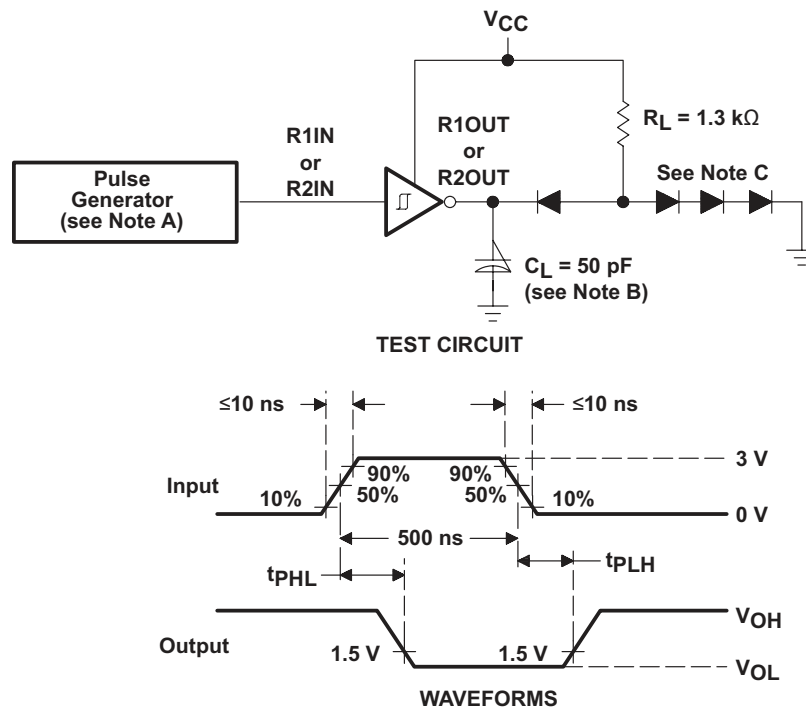 VCC
RL = 1.3 kΩ
R1IN
or
R2IN
R1OUT
or
R2OUT
See Note C
Pulse
Generator
(see Note A)
CL = 50 pF
(see Note B)
TEST CIRCUIT
≤10 ns
≤10 ns
3 V
90%
90%
Input
50%
50%
10%
10%
0 V
500 ns
tPHL
tPLH
VOH
Output
1.5 V
1.5 V
VOL
WAVEFORMS